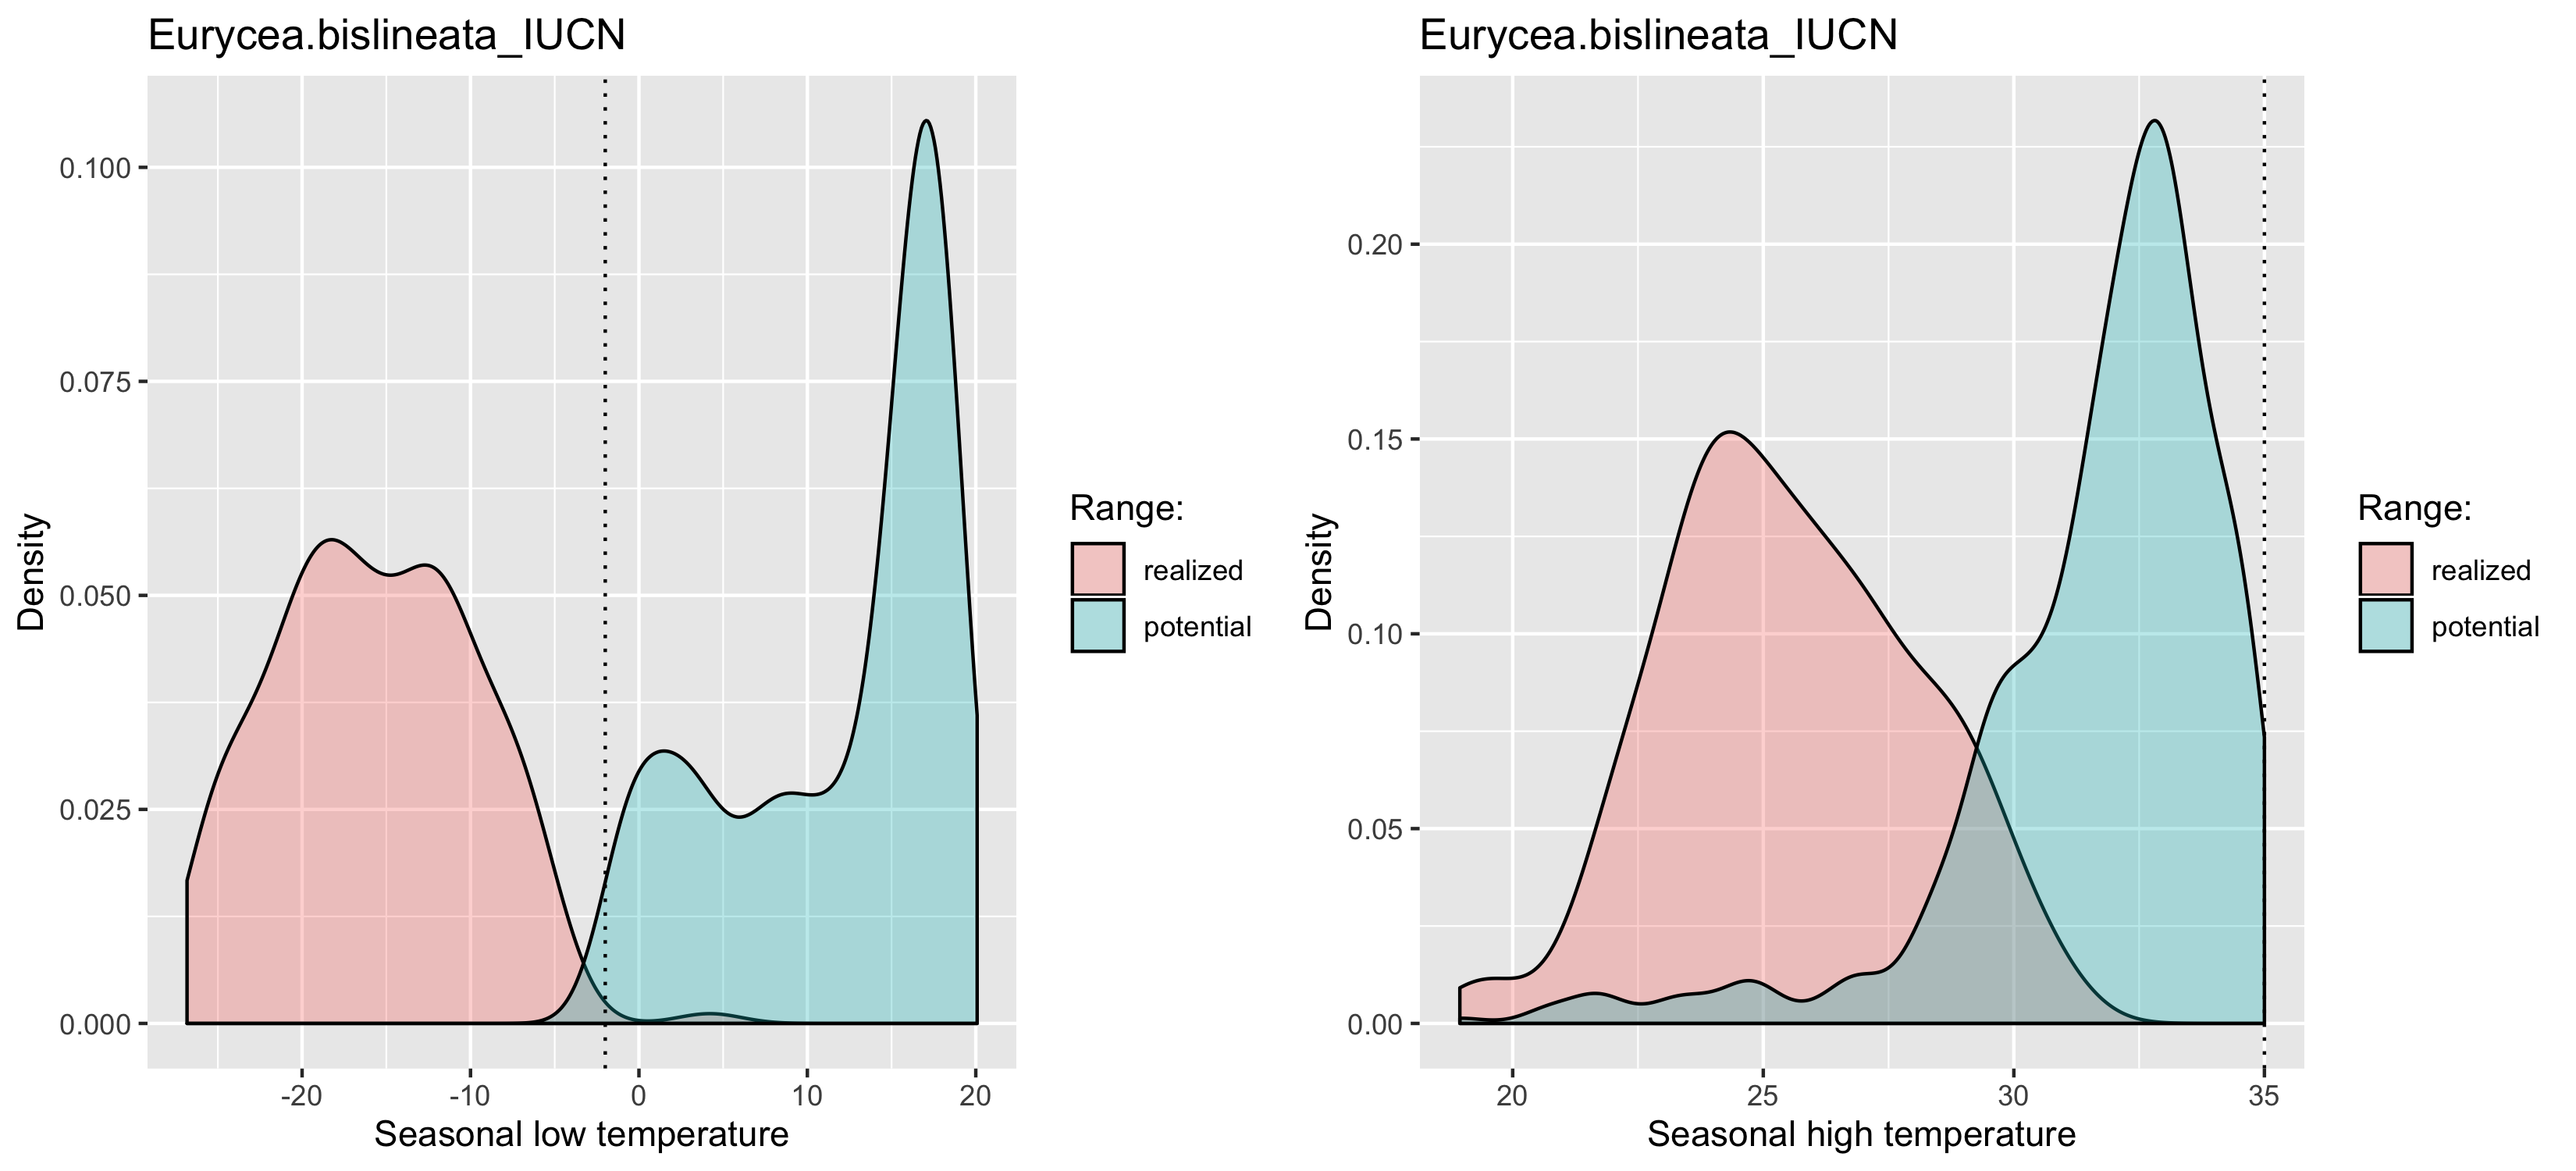 Eurycea.bislineata_IUCN
Density
0.100
0.075
0.050
0.025
0.000
-20 -10 0 10 20
Seasonal low temperature
Range:
realized
potential
Eurycea.bislineata_IUCN
Density
0.20
0.15
0.10
0.05
0.00
20 25 30 35
Seasonal high temperature
Range:
realized
potential